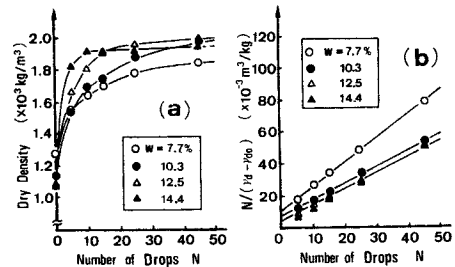 2.0
1.8
1.6
1.4
1.2
1.0
Dry Density (×10³ kg/m³)
(a)
○ W = 7.7%
● 10.3
△ 12.5
▲ 14.4
0 10 20 30 40 50
Number of Drops N
120
100
80
60
40
20
N/(γd − γdo) (×10⁻³ m³/kg)
(b)
○ W = 7.7%
● 10.3
△ 12.5
▲ 14.4
0 10 20 30 40 50
Number of Drops N